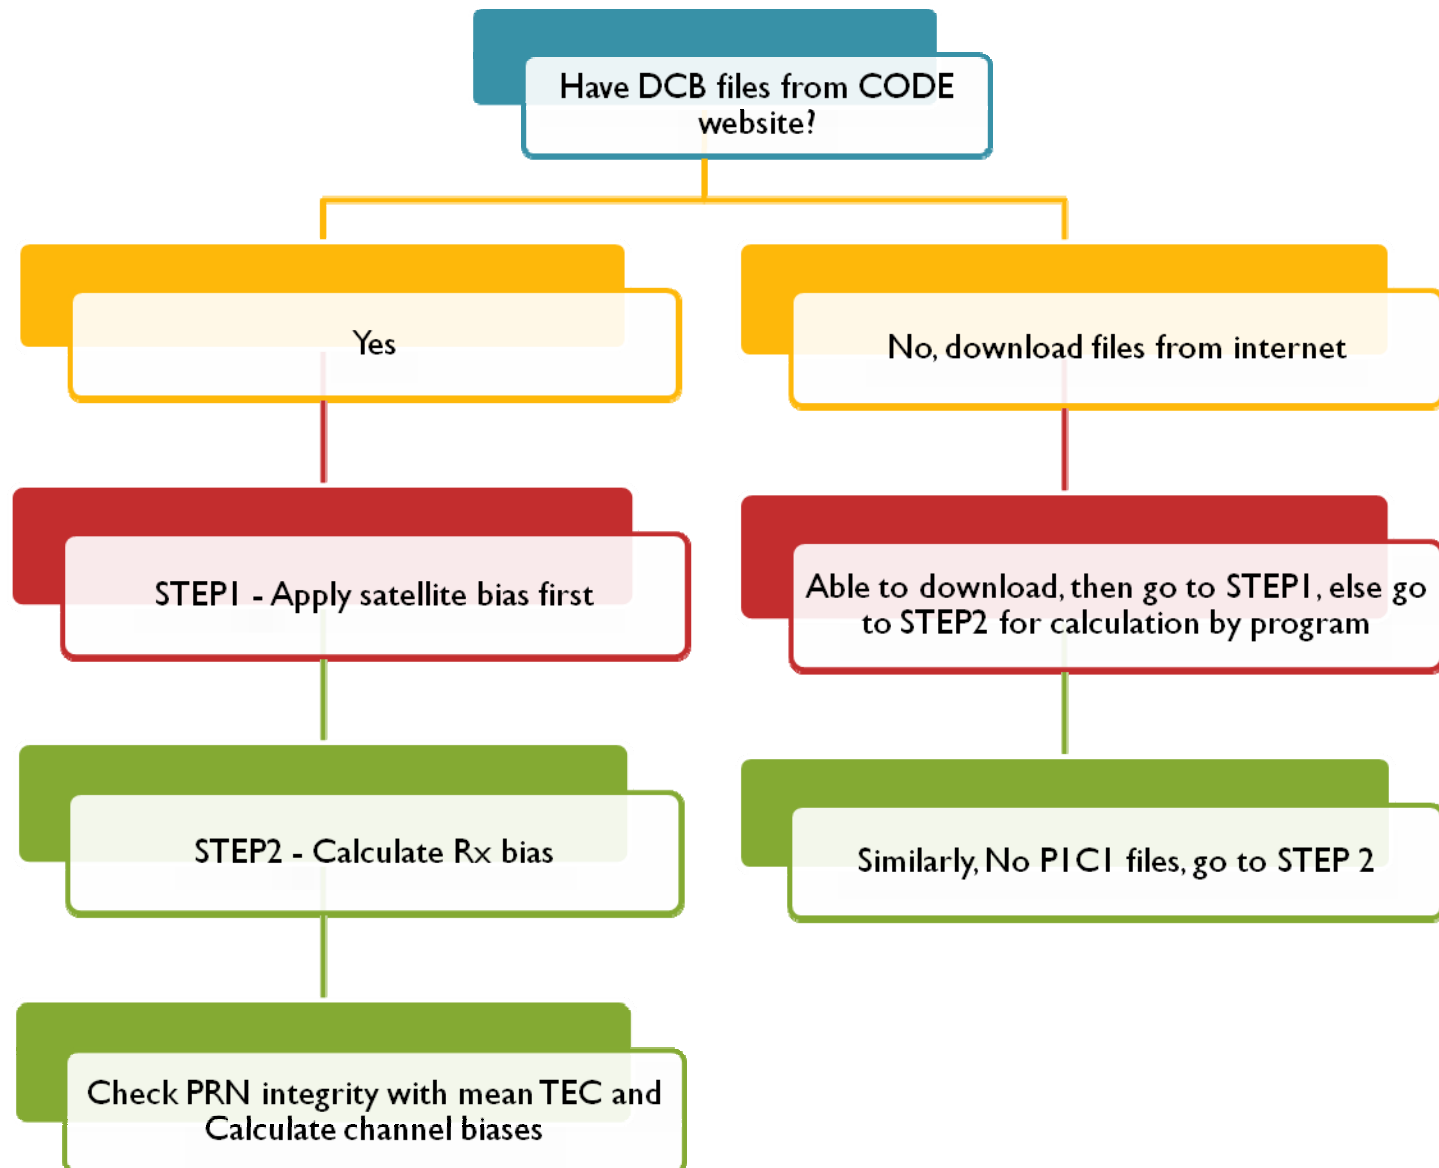 Have DCB files from CODE
website?
Yes
No, download files from internet
STEP1 - Apply satellite bias first
Able to download, then go to STEP1, else go
to STEP2 for calculation by program
STEP2 - Calculate Rx bias
Similarly, No P1C1 files, go to STEP 2
Check PRN integrity with mean TEC and
Calculate channel biases